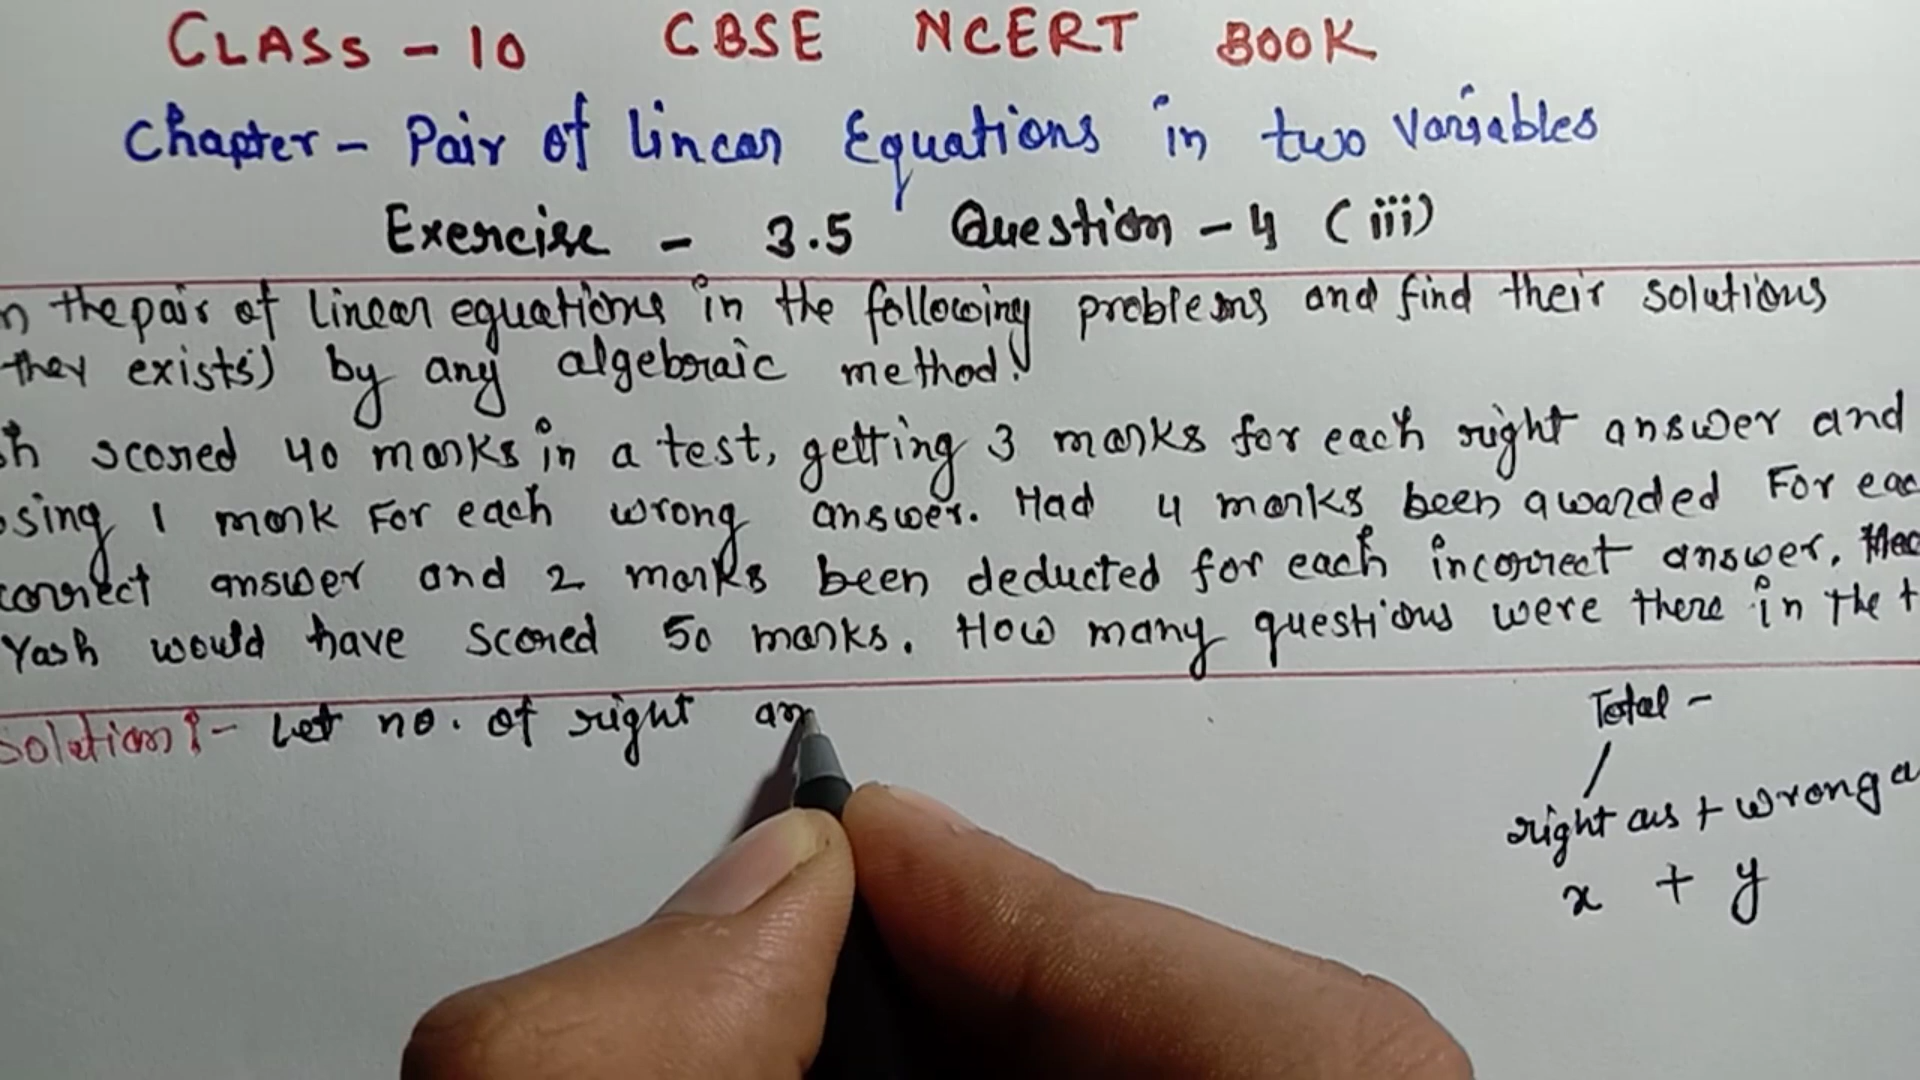 CLASS - 10 CBSE NCERT BOOK
Chapter - Pair of linear Equations in two Variables
Exercise - 3.5 Question - 4 (iii)
n the pair of linear equations in the following problems and find their solutions
they exists) by any algebraic method!
sh scored 40 marks in a test, getting 3 marks for each right answer and
osing 1 mark For each wrong answer. Had 4 marks been awarded For eac
correct answer and 2 marks been deducted for each incorrect answer.
Yash would have scored 50 marks. How many questions were there in the t
Solution:- Let no. of right an
Total -
right ans + wrong a
x + y